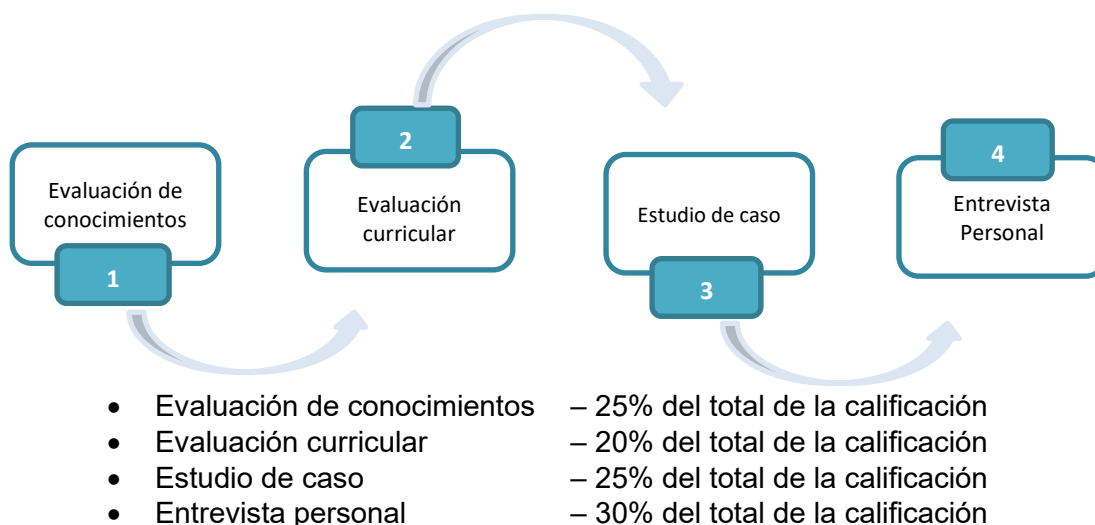 Evaluación de
conocimientos
1
2
Evaluación
curricular
Estudio de caso
3
4
Entrevista
Personal
• Evaluación de conocimientos – 25% del total de la calificación
• Evaluación curricular – 20% del total de la calificación
• Estudio de caso – 25% del total de la calificación
• Entrevista personal – 30% del total de la calificación